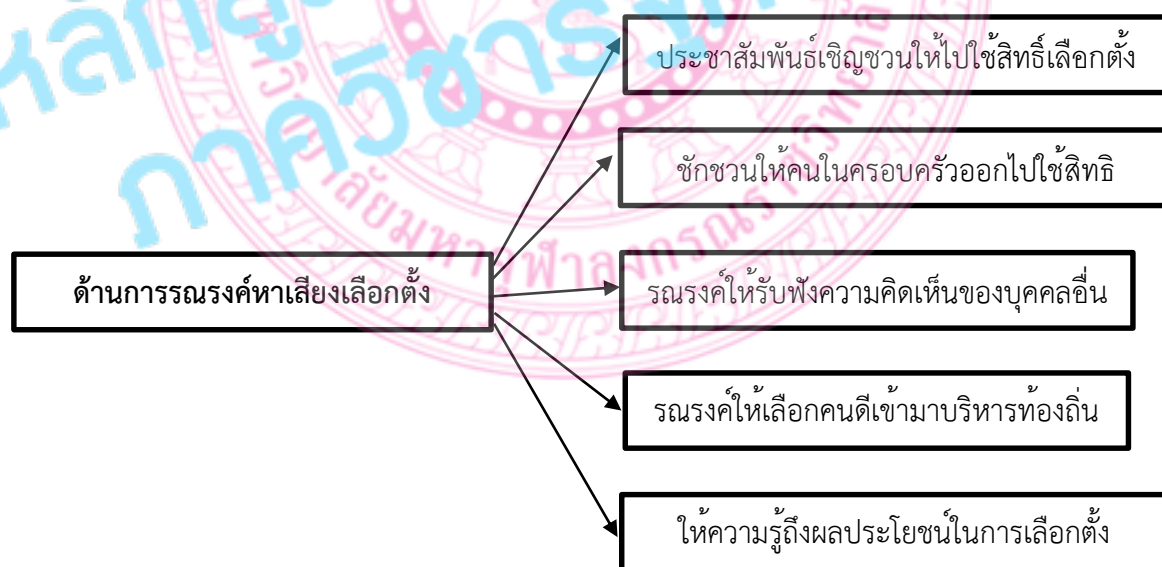 ประชาสัมพันธ์เชิญชวนให้ไปใช้สิทธิ์เลือกตั้ง
ชักชวนให้คนในครอบครัวออกไปใช้สิทธิ
ด้านการรณรงค์หาเสียงเลือกตั้ง
รณรงค์ให้รับฟังความคิดเห็นของบุคคลอื่น
รณรงค์ให้เลือกคนดีเข้ามาบริหารท้องถิ่น
ให้ความรู้ถึงผลประโยชน์ในการเลือกตั้ง